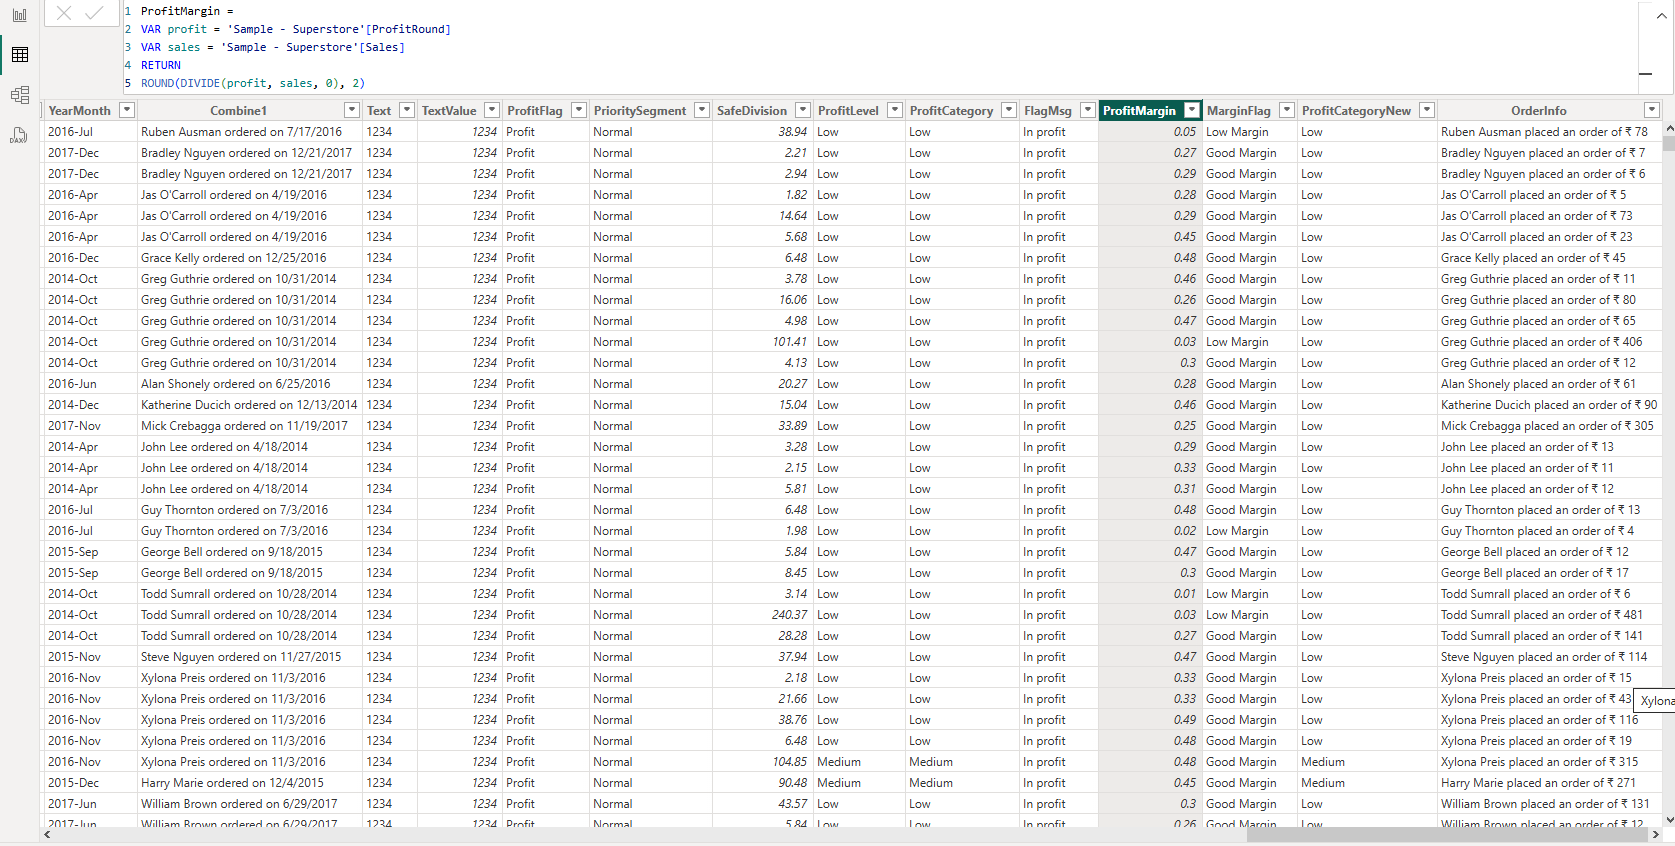 1 ProfitMargin =
2 VAR profit = 'Sample - Superstore'[ProfitRound]
3 VAR sales = 'Sample - Superstore'[Sales]
4 RETURN
5 ROUND(DIVIDE(profit, sales, 0), 2)
YearMonth Combine1 Text TextValue ProfitFlag PrioritySegment SafeDivision ProfitLevel ProfitCategory FlagMsg ProfitMargin MarginFlag ProfitCategoryNew OrderInfo
2016-Jul Ruben Ausman ordered on 7/17/2016 1234 1234 Profit Normal 38.94 Low Low In profit 0.05 Low Margin Low Ruben Ausman placed an order of ₹ 78
2017-Dec Bradley Nguyen ordered on 12/21/2017 1234 1234 Profit Normal 2.21 Low Low In profit 0.27 Good Margin Low Bradley Nguyen placed an order of ₹ 7
2017-Dec Bradley Nguyen ordered on 12/21/2017 1234 1234 Profit Normal 2.94 Low Low In profit 0.29 Good Margin Low Bradley Nguyen placed an order of ₹ 6
2016-Apr Jas O'Carroll ordered on 4/19/2016 1234 1234 Profit Normal 1.82 Low Low In profit 0.28 Good Margin Low Jas O'Carroll placed an order of ₹ 5
2016-Apr Jas O'Carroll ordered on 4/19/2016 1234 1234 Profit Normal 14.64 Low Low In profit 0.29 Good Margin Low Jas O'Carroll placed an order of ₹ 73
2016-Apr Jas O'Carroll ordered on 4/19/2016 1234 1234 Profit Normal 5.68 Low Low In profit 0.45 Good Margin Low Jas O'Carroll placed an order of ₹ 23
2016-Dec Grace Kelly ordered on 12/25/2016 1234 1234 Profit Normal 6.48 Low Low In profit 0.48 Good Margin Low Grace Kelly placed an order of ₹ 45
2014-Oct Greg Guthrie ordered on 10/31/2014 1234 1234 Profit Normal 3.78 Low Low In profit 0.46 Good Margin Low Greg Guthrie placed an order of ₹ 11
2014-Oct Greg Guthrie ordered on 10/31/2014 1234 1234 Profit Normal 16.06 Low Low In profit 0.26 Good Margin Low Greg Guthrie placed an order of ₹ 80
2014-Oct Greg Guthrie ordered on 10/31/2014 1234 1234 Profit Normal 4.98 Low Low In profit 0.47 Good Margin Low Greg Guthrie placed an order of ₹ 65
2014-Oct Greg Guthrie ordered on 10/31/2014 1234 1234 Profit Normal 101.41 Low Low In profit 0.03 Low Margin Low Greg Guthrie placed an order of ₹ 406
2014-Oct Greg Guthrie ordered on 10/31/2014 1234 1234 Profit Normal 4.13 Low Low In profit 0.3 Good Margin Low Greg Guthrie placed an order of ₹ 12
2016-Jun Alan Shonely ordered on 6/25/2016 1234 1234 Profit Normal 20.27 Low Low In profit 0.28 Good Margin Low Alan Shonely placed an order of ₹ 61
2014-Dec Katherine Ducich ordered on 12/13/2014 1234 1234 Profit Normal 15.04 Low Low In profit 0.46 Good Margin Low Katherine Ducich placed an order of ₹ 90
2017-Nov Mick Crebagga ordered on 11/19/2017 1234 1234 Profit Normal 33.89 Low Low In profit 0.25 Good Margin Low Mick Crebagga placed an order of ₹ 305
2014-Apr John Lee ordered on 4/18/2014 1234 1234 Profit Normal 3.28 Low Low In profit 0.29 Good Margin Low John Lee placed an order of ₹ 13
2014-Apr John Lee ordered on 4/18/2014 1234 1234 Profit Normal 2.15 Low Low In profit 0.33 Good Margin Low John Lee placed an order of ₹ 11
2014-Apr John Lee ordered on 4/18/2014 1234 1234 Profit Normal 5.81 Low Low In profit 0.31 Good Margin Low John Lee placed an order of ₹ 12
2016-Jul Guy Thornton ordered on 7/3/2016 1234 1234 Profit Normal 6.48 Low Low In profit 0.48 Good Margin Low Guy Thornton placed an order of ₹ 13
2016-Jul Guy Thornton ordered on 7/3/2016 1234 1234 Profit Normal 1.98 Low Low In profit 0.02 Low Margin Low Guy Thornton placed an order of ₹ 4
2015-Sep George Bell ordered on 9/18/2015 1234 1234 Profit Normal 5.84 Low Low In profit 0.47 Good Margin Low George Bell placed an order of ₹ 12
2015-Sep George Bell ordered on 9/18/2015 1234 1234 Profit Normal 8.45 Low Low In profit 0.3 Good Margin Low George Bell placed an order of ₹ 17
2014-Oct Todd Sumrall ordered on 10/28/2014 1234 1234 Profit Normal 3.14 Low Low In profit 0.01 Low Margin Low Todd Sumrall placed an order of ₹ 6
2014-Oct Todd Sumrall ordered on 10/28/2014 1234 1234 Profit Normal 240.37 Low Low In profit 0.03 Low Margin Low Todd Sumrall placed an order of ₹ 481
2014-Oct Todd Sumrall ordered on 10/28/2014 1234 1234 Profit Normal 28.28 Low Low In profit 0.27 Good Margin Low Todd Sumrall placed an order of ₹ 141
2015-Nov Steve Nguyen ordered on 11/27/2015 1234 1234 Profit Normal 37.94 Low Low In profit 0.47 Good Margin Low Steve Nguyen placed an order of ₹ 114
2016-Nov Xylona Preis ordered on 11/3/2016 1234 1234 Profit Normal 2.18 Low Low In profit 0.33 Good Margin Low Xylona Preis placed an order of ₹ 15
2016-Nov Xylona Preis ordered on 11/3/2016 1234 1234 Profit Normal 21.66 Low Low In profit 0.33 Good Margin Low Xylona Preis placed an order of ₹ 43 Xylona
2016-Nov Xylona Preis ordered on 11/3/2016 1234 1234 Profit Normal 38.76 Low Low In profit 0.49 Good Margin Low Xylona Preis placed an order of ₹ 116
2016-Nov Xylona Preis ordered on 11/3/2016 1234 1234 Profit Normal 6.48 Low Low In profit 0.48 Good Margin Low Xylona Preis placed an order of ₹ 19
2016-Nov Xylona Preis ordered on 11/3/2016 1234 1234 Profit Normal 104.85 Medium Medium In profit 0.48 Good Margin Medium Xylona Preis placed an order of ₹ 315
2015-Dec Harry Marie ordered on 12/4/2015 1234 1234 Profit Normal 90.48 Medium Medium In profit 0.45 Good Margin Medium Harry Marie placed an order of ₹ 271
2017-Jun William Brown ordered on 6/29/2017 1234 1234 Profit Normal 43.57 Low Low In profit 0.3 Good Margin Low William Brown placed an order of ₹ 131
2017-Jun William Brown ordered on 6/29/2017 1234 1234 Profit Normal 5.84 Low Low In profit 0.26 Good Margin Low William Brown placed an order of ₹ 12